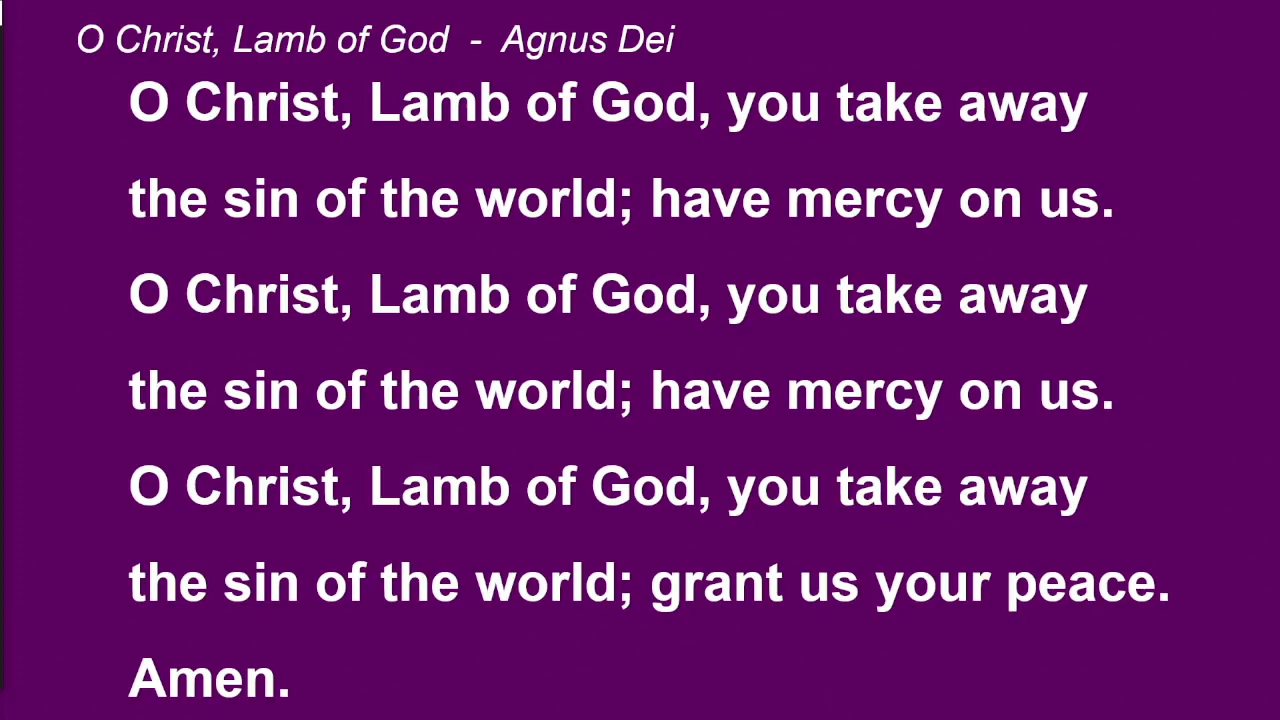 O Christ, Lamb of God - Agnus Dei
O Christ, Lamb of God, you take away
the sin of the world; have mercy on us.
O Christ, Lamb of God, you take away
the sin of the world; have mercy on us.
O Christ, Lamb of God, you take away
the sin of the world; grant us your peace.
Amen.